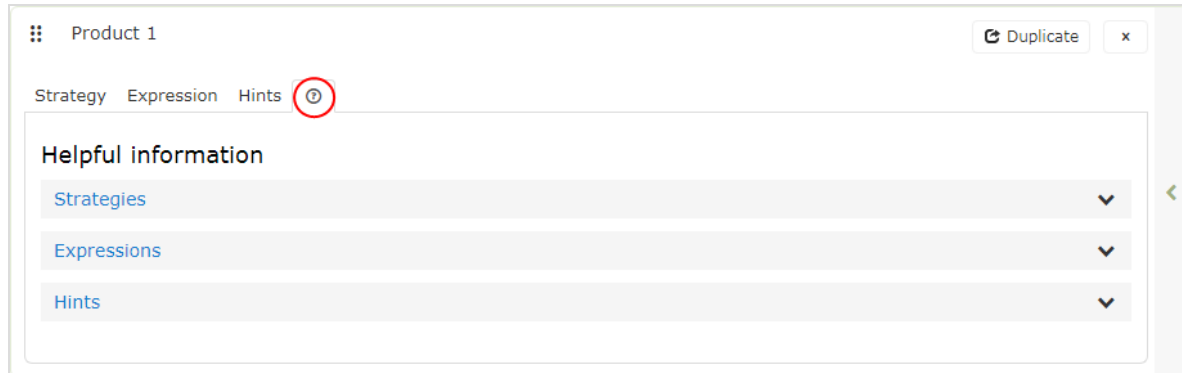 Product 1
Duplicate
x
Strategy Expression Hints ?
Helpful information
Strategies
Expressions
Hints